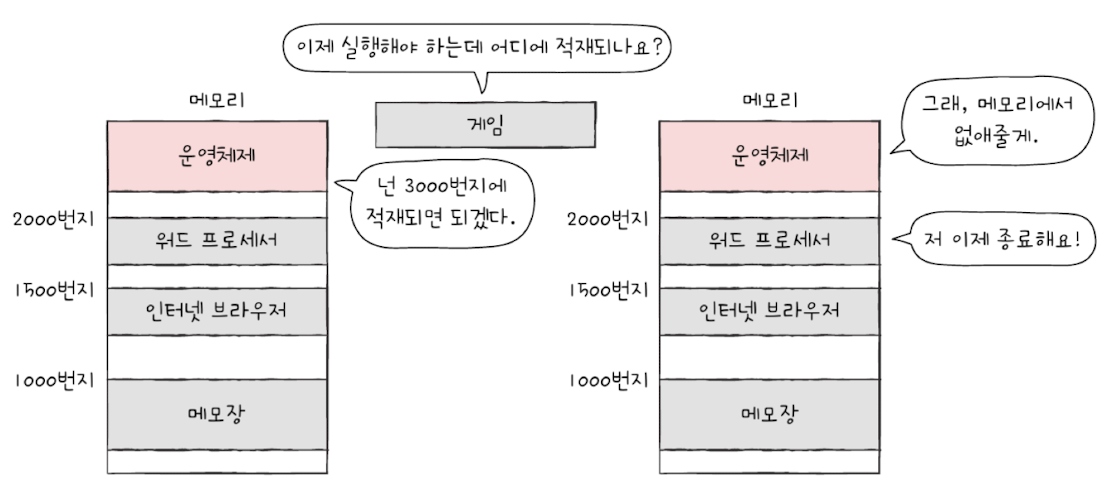 이제 실행해야 하는데 어디에 적재되나요?
메모리
게임
운영체제
넌 3000번지에
적재되면 되겠다.
2000번지
워드 프로세서
1500번지
인터넷 브라우저
1000번지
메모장
메모리
그래, 메모리에서
없애줄게.
운영체제
2000번지
워드 프로세서
저 이제 종료해요!
1500번지
인터넷 브라우저
1000번지
메모장